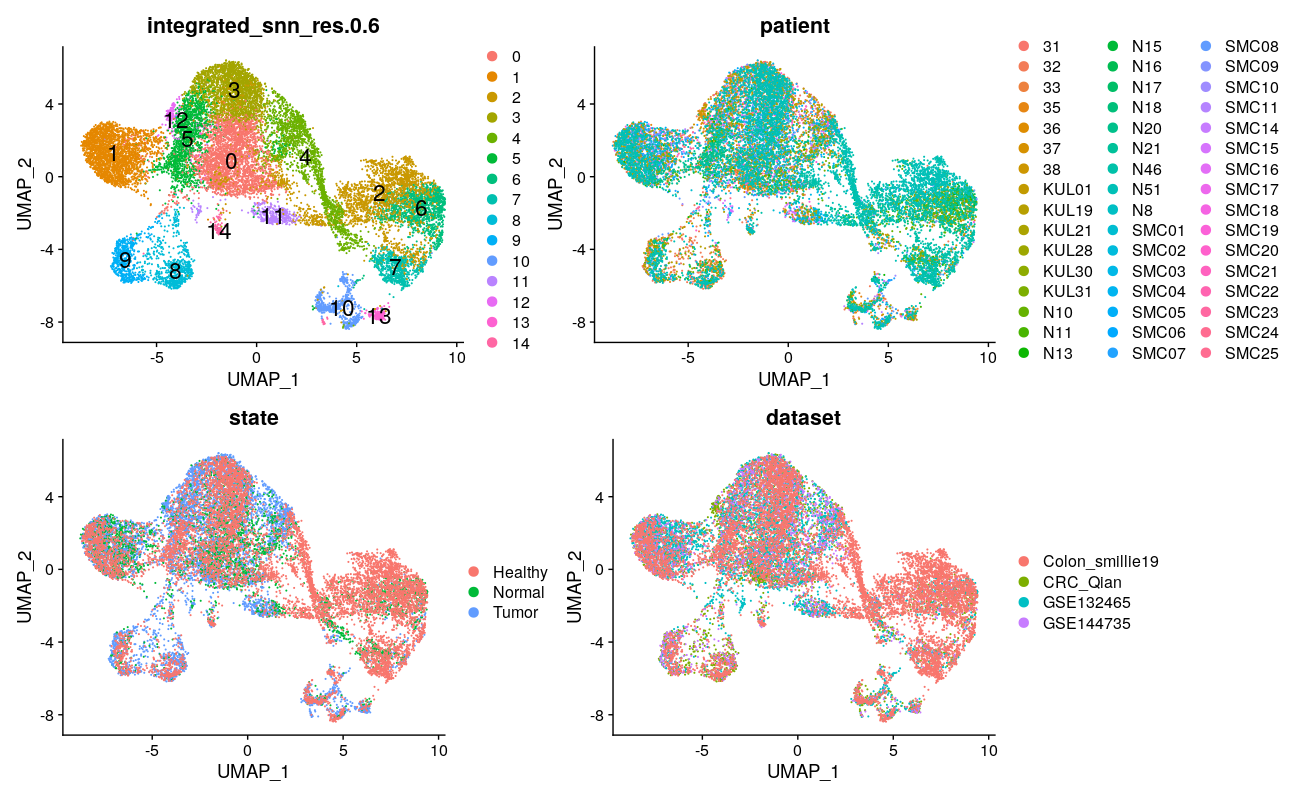 integrated_snn_res.0.6
4
0
-4
-8
UMAP_2
-5
0
5
10
UMAP_1
3
12
5
1
0
4
2
6
11
14
9
8
7
10
13
0
1
2
3
4
5
6
7
8
9
10
11
12
13
14
patient
4
0
-4
-8
UMAP_2
-5
0
5
10
UMAP_1
31
32
33
35
36
37
38
KUL01
KUL19
KUL21
KUL28
KUL30
KUL31
N10
N11
N13
N15
N16
N17
N18
N20
N21
N46
N51
N8
SMC01
SMC02
SMC03
SMC04
SMC05
SMC06
SMC07
SMC08
SMC09
SMC10
SMC11
SMC14
SMC15
SMC16
SMC17
SMC18
SMC19
SMC20
SMC21
SMC22
SMC23
SMC24
SMC25
state
4
0
-4
-8
UMAP_2
-5
0
5
10
UMAP_1
Healthy
Normal
Tumor
dataset
4
0
-4
-8
UMAP_2
-5
0
5
10
UMAP_1
Colon_smillie19
CRC_Qian
GSE132465
GSE144735